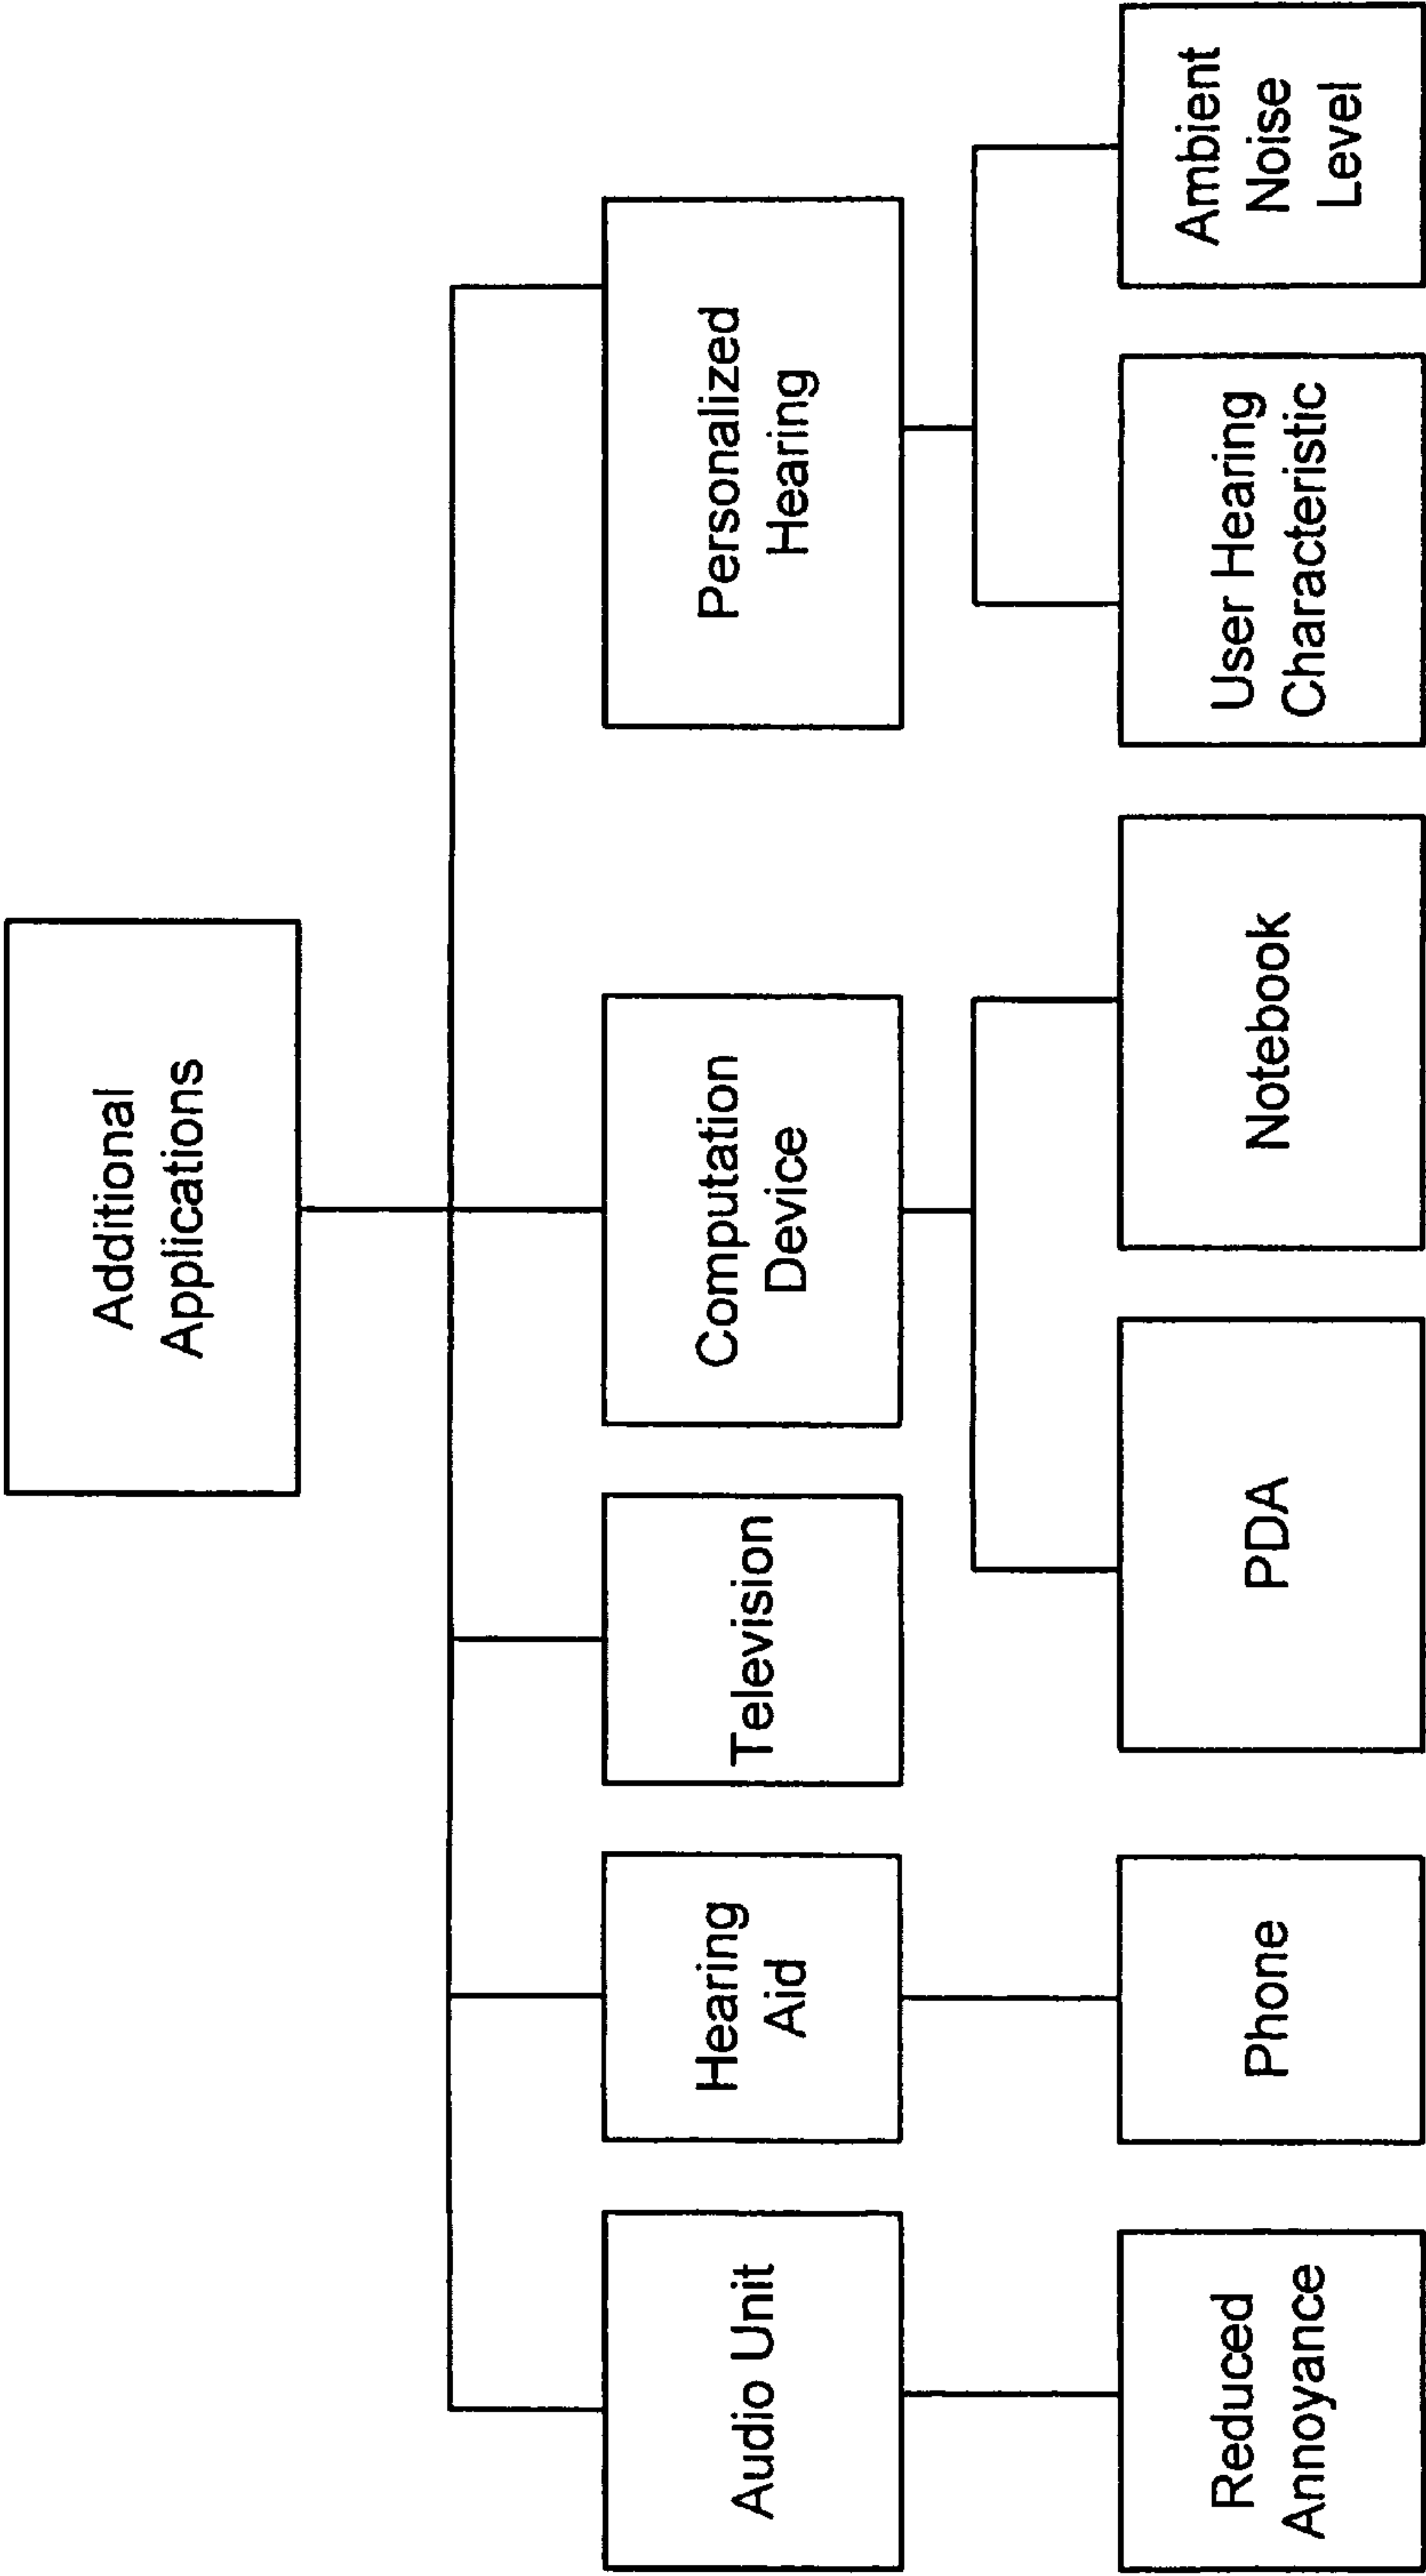 Additional
Applications
Audio Unit
Hearing
Aid
Television
Computation
Device
Personalized
Hearing
Reduced
Annoyance
Phone
PDA
Notebook
User Hearing
Characteristic
Ambient
Noise
Level